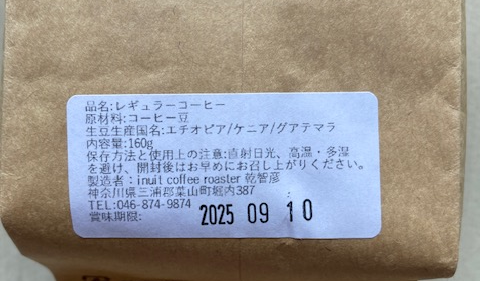 品名:レギュラーコーヒー
原材料:コーヒー豆
生豆生産国名:エチオピア/ケニア/グアテマラ
内容量:160g
保存方法と使用上の注意:直射日光、高温・多湿
を避け、開封後はお早めにお召し上がりください。
製造者:inuit coffee roaster 乾智彦
神奈川県三浦郡葉山町堀内387
TEL:046-874-9874
賞味期限: 2025 09 10